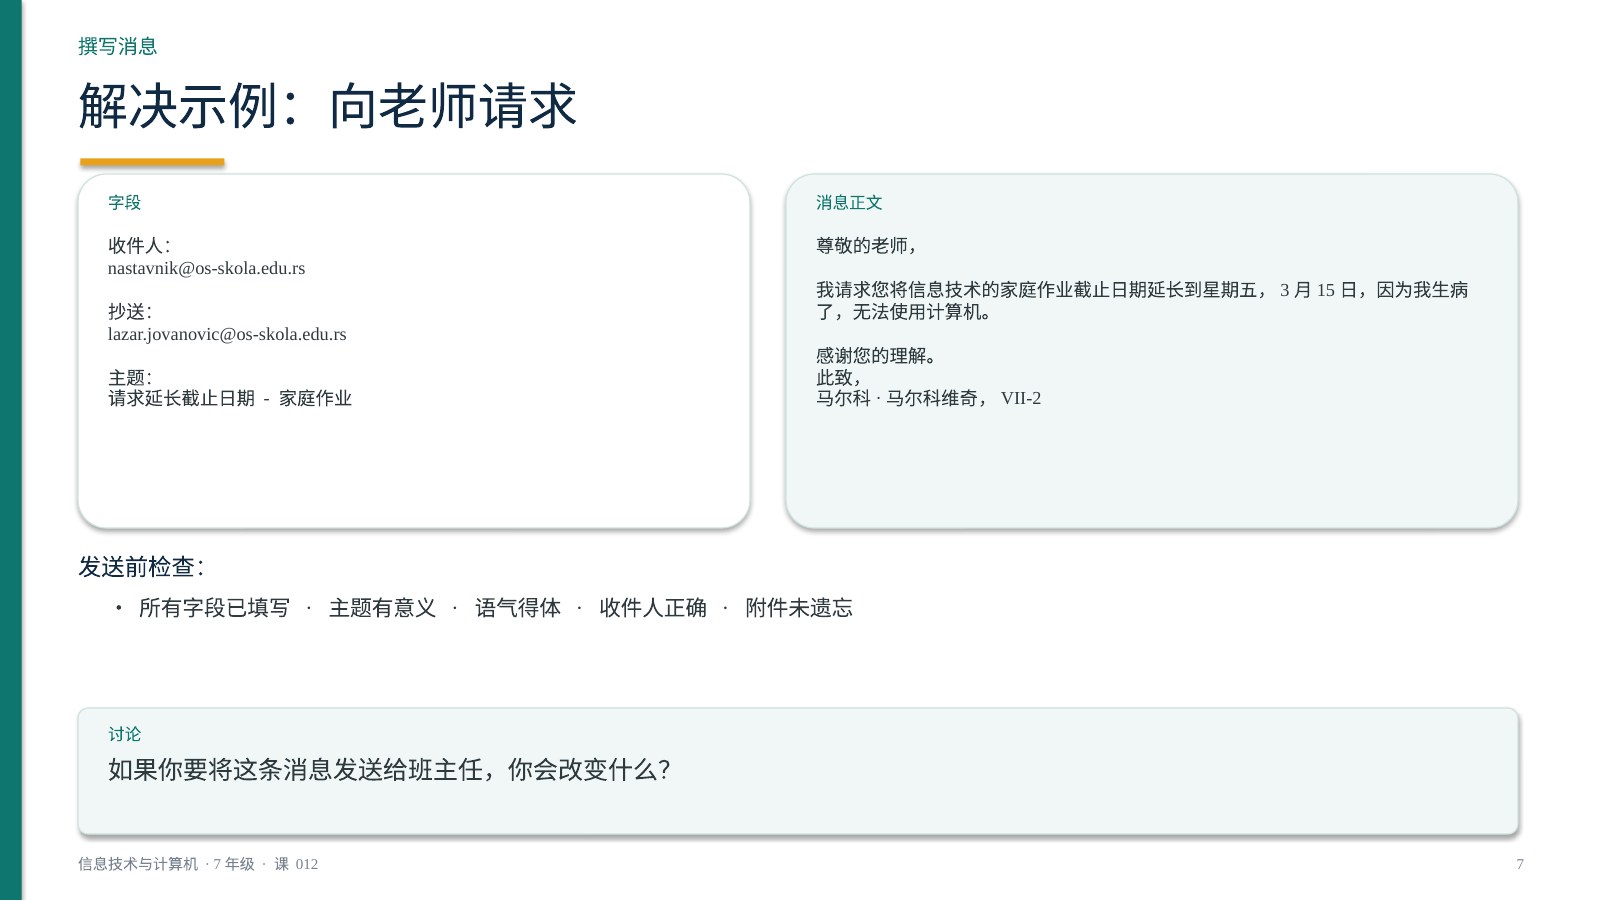 撰写消息
解决示例：向老师请求
字段
收件人：
nastavnik@os-skola.edu.rs
抄送：
lazar.jovanovic@os-skola.edu.rs
主题：
请求延长截止日期 - 家庭作业
消息正文
尊敬的老师，
我请求您将信息技术的家庭作业截止日期延长到星期五， 3 月 15 日，因为我生病
了，无法使用计算机。
感谢您的理解。
此致，
马尔科 · 马尔科维奇， VII-2
发送前检查：
• 所有字段已填写 · 主题有意义 · 语气得体 · 收件人正确 · 附件未遗忘
讨论
如果你要将这条消息发送给班主任，你会改变什么？
信息技术与计算机 · 7 年级 · 课 012
7